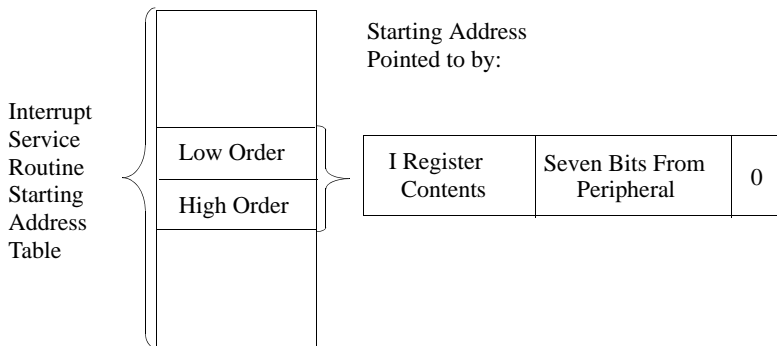 Starting Address
Pointed to by:
Interrupt
Service
Routine
Starting
Address
Table
Low Order
High Order
I Register
Contents
Seven Bits From
Peripheral
0